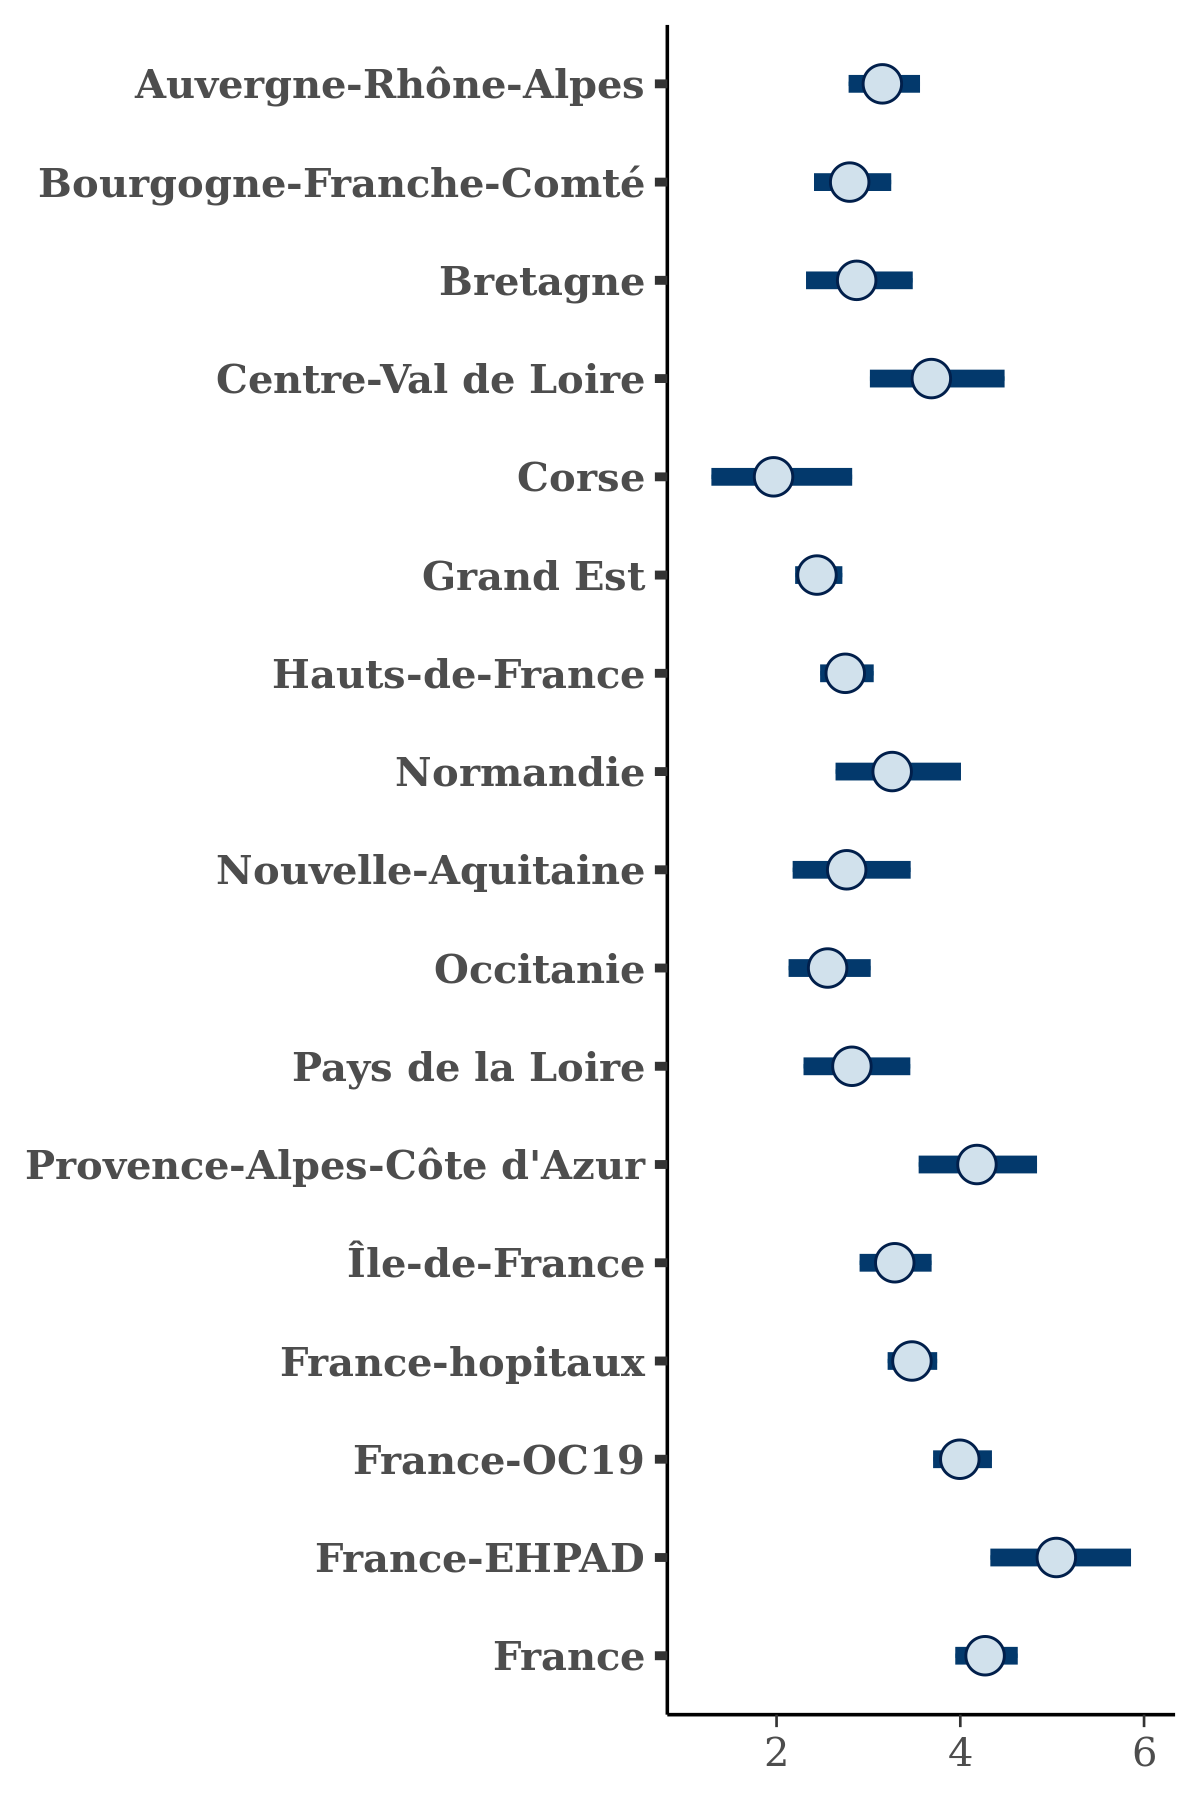 Auvergne-Rhône-Alpes
Bourgogne-Franche-Comté
Bretagne
Centre-Val de Loire
Corse
Grand Est
Hauts-de-France
Normandie
Nouvelle-Aquitaine
Occitanie
Pays de la Loire
Provence-Alpes-Côte d'Azur
Île-de-France
France-hopitaux
France-OC19
France-EHPAD
France
2 4 6